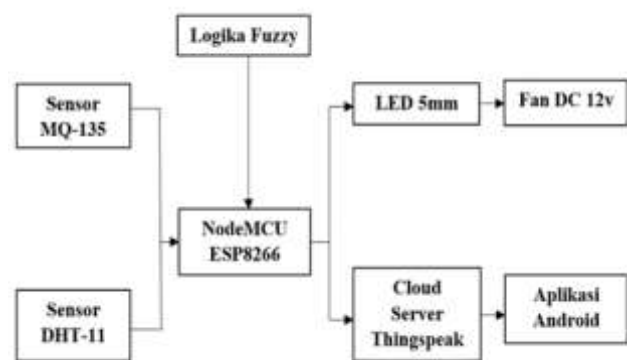 Logika Fuzzy
Sensor
MQ-135
LED 5mm
Fan DC 12v
NodeMCU
ESP8266
Sensor
DHT-11
Cloud
Server
Thingspeak
Aplikasi
Android